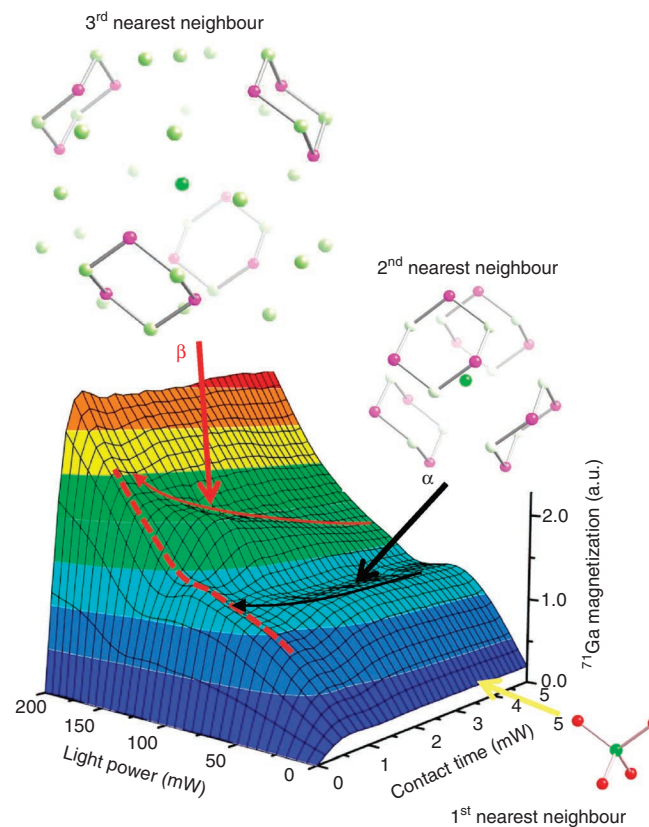 3rd nearest neighbour
2nd nearest neighbour
β
α
2.0
1.0
0.0
71Ga magnetization (a.u.)
200
150
100
50
0
Light power (mW)
0
1
2
3
4
5
5
Contact time (mW)
1st nearest neighbour